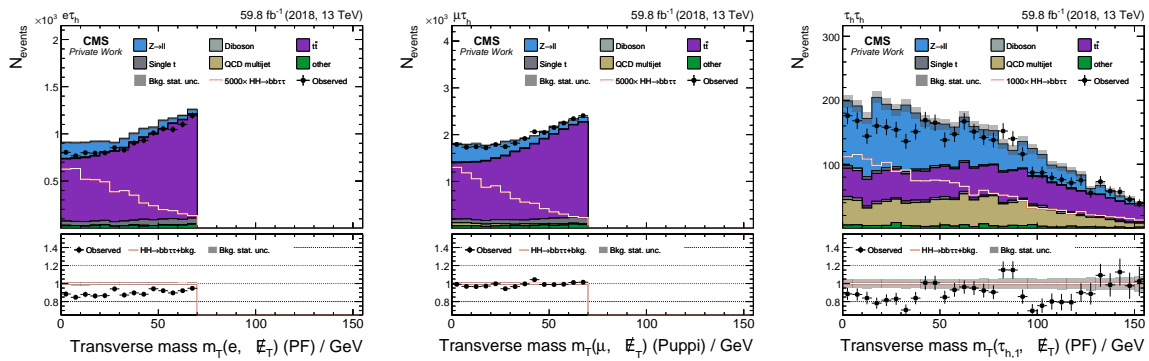 ×10³ eτh 59.8 fb⁻¹ (2018, 13 TeV)
Nevents
CMS
Private Work
Z→ll Diboson tt̄
Single t QCD multijet other
Bkg. stat. unc. 5000× HH→bbττ Observed
2.1
1.8
1.5
1.2
0.9
0.6
0.3
Observed HH→bbττ+bkg. Bkg. stat. unc.
1.4
1.2
1
0.8
0 50 100 150
Transverse mass mT(e, E̸T) (PF) / GeV
×10³ μτh 59.8 fb⁻¹ (2018, 13 TeV)
Nevents
CMS
Private Work
Z→ll Diboson tt̄
Single t QCD multijet other
Bkg. stat. unc. 5000× HH→bbττ Observed
4
3
2
1
Observed HH→bbττ+bkg. Bkg. stat. unc.
1.4
1.2
1
0.8
0 50 100 150
Transverse mass mT(μ, E̸T) (Puppi) / GeV
τhτh 59.8 fb⁻¹ (2018, 13 TeV)
Nevents
CMS
Private Work
Z→ll Diboson tt̄
Single t QCD multijet other
Bkg. stat. unc. 1000× HH→bbττ Observed
300
200
100
Observed HH→bbττ+bkg. Bkg. stat. unc.
1.4
1.2
1
0.8
0 50 100 150
Transverse mass mT(τh,1, E̸T) (PF) / GeV